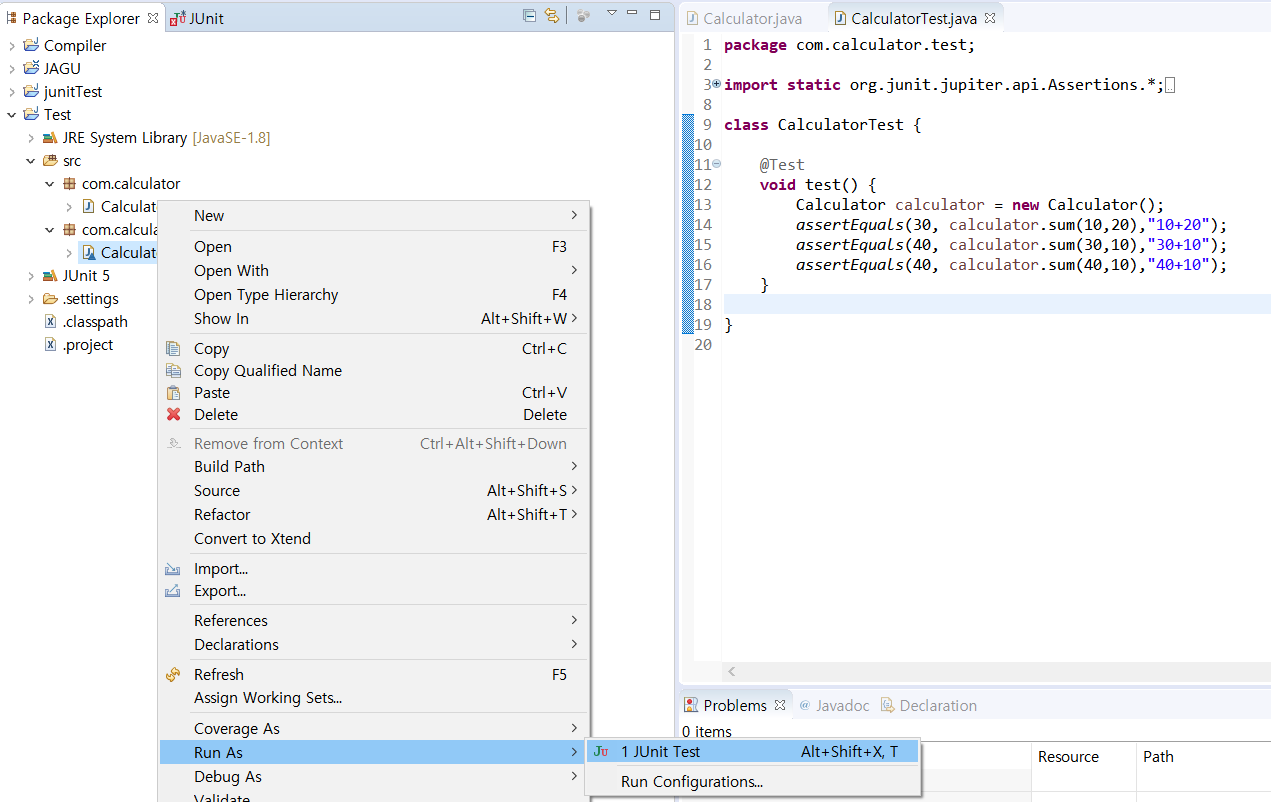 Package Explorer
JUnit
Compiler
JAGU
junitTest
Test
JRE System Library [JavaSE-1.8]
src
com.calculator
JUnit 5
.settings
.classpath
.project
New
Open F3
Open With
Open Type Hierarchy F4
Show In Alt+Shift+W
Copy Ctrl+C
Copy Qualified Name
Paste Ctrl+V
Delete Delete
Remove from Context Ctrl+Alt+Shift+Down
Build Path
Source Alt+Shift+S
Refactor Alt+Shift+T
Convert to Xtend
Import...
Export...
References
Declarations
Refresh F5
Assign Working Sets...
Coverage As
Run As
Debug As
Validate
1 JUnit Test Alt+Shift+X, T
Run Configurations...
Calculator.java
CalculatorTest.java
1 package com.calculator.test;
2
3 import static org.junit.jupiter.api.Assertions.*;
8
9 class CalculatorTest {
10
11 @Test
12 void test() {
13 Calculator calculator = new Calculator();
14 assertEquals(30, calculator.sum(10,20),"10+20");
15 assertEquals(40, calculator.sum(30,10),"30+10");
16 assertEquals(40, calculator.sum(40,10),"40+10");
17 }
18
19 }
20
Problems
@ Javadoc
Declaration
0 items
Resource
Path